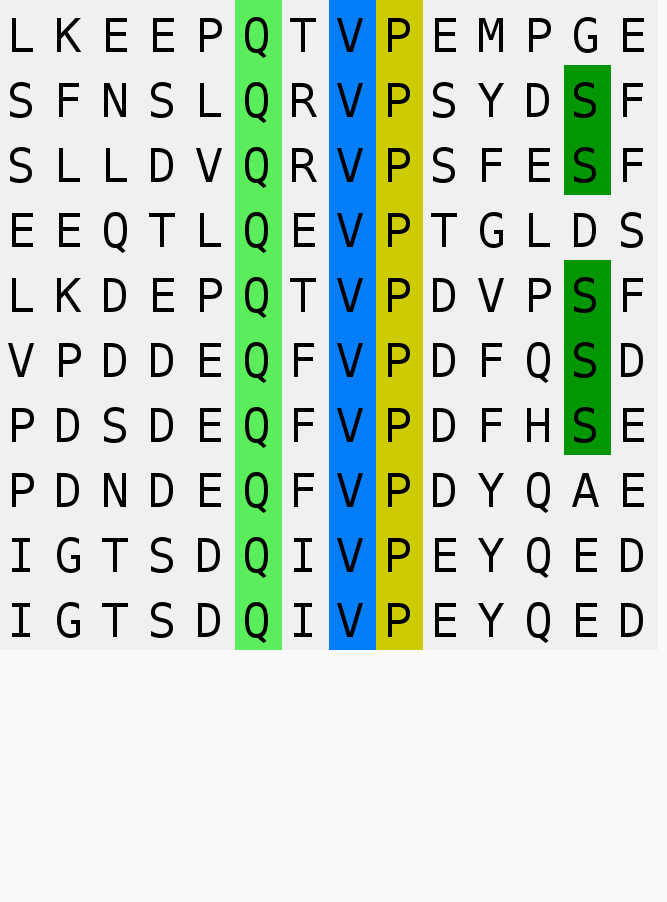 L K E E P Q T V P E M P G E
S F N S L Q R V P S Y D S F
S L L D V Q R V P S F E S F
E E Q T L Q E V P T G L D S
L K D E P Q T V P D V P S F
V P D D E Q F V P D F Q S D
P D S D E Q F V P D F H S E
P D N D E Q F V P D Y Q A E
I G T S D Q I V P E Y Q E D
I G T S D Q I V P E Y Q E D